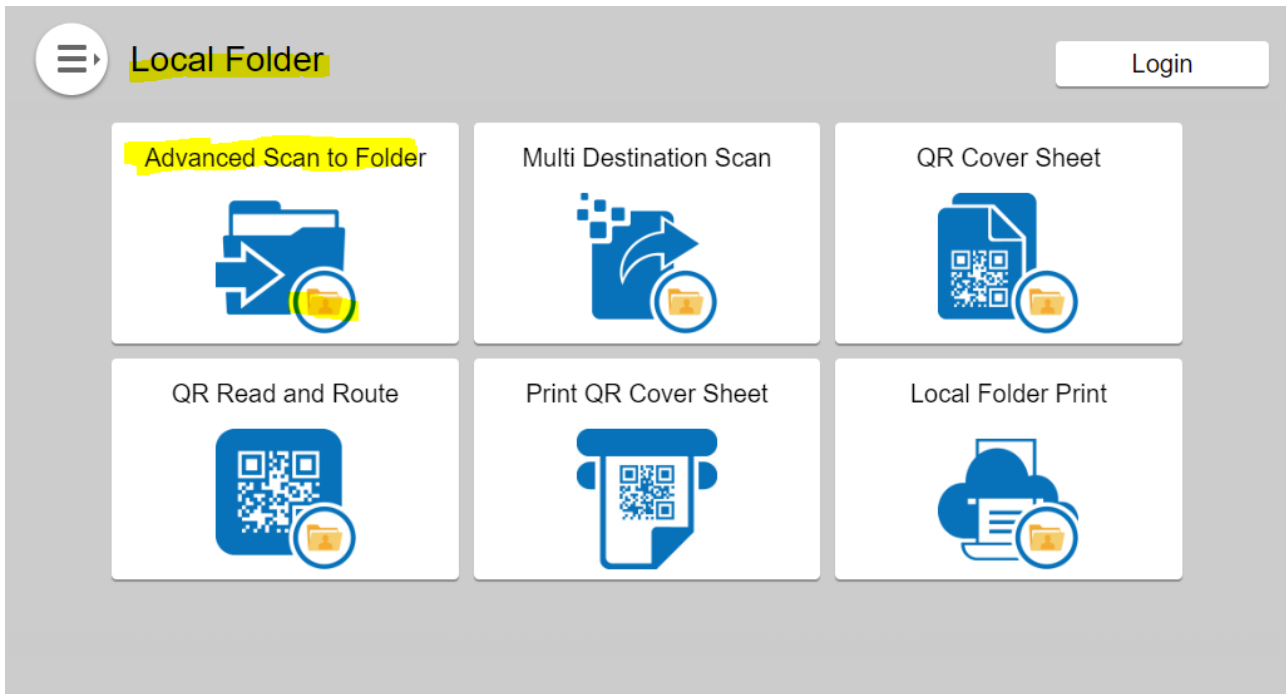 Local Folder
Login
Advanced Scan to Folder
Multi Destination Scan
QR Cover Sheet
QR Read and Route
Print QR Cover Sheet
Local Folder Print